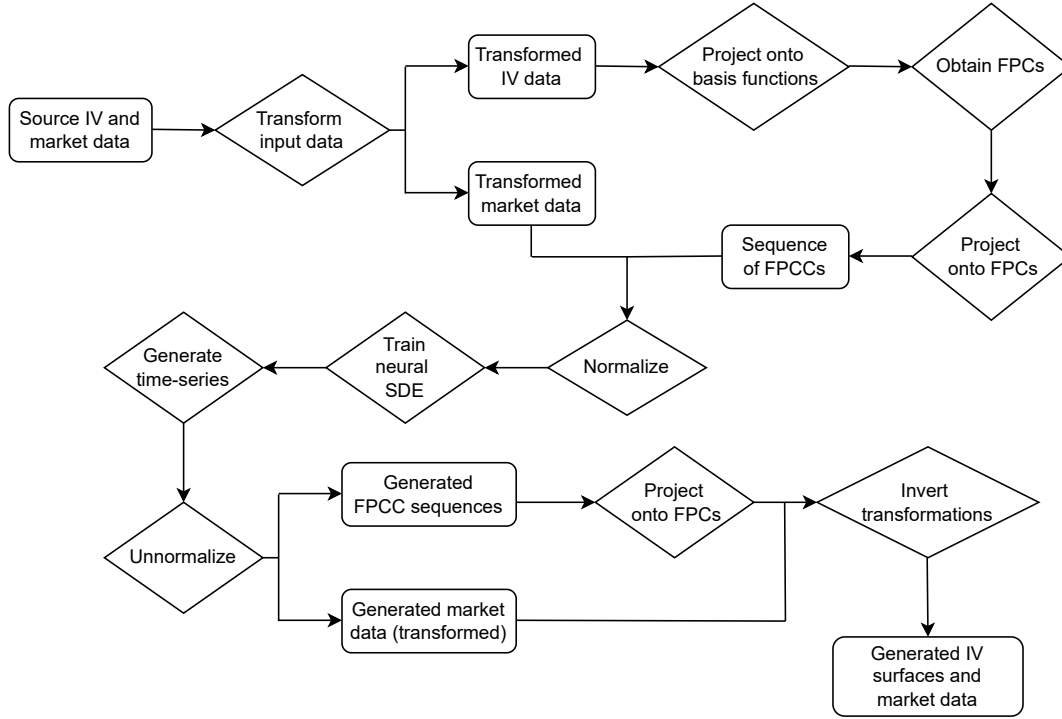 Source IV and
market data
Transform
input data
Transformed
IV data
Project onto
basis functions
Obtain FPCs
Transformed
market data
Sequence
of FPCCs
Project
onto FPCs
Generate
time-series
Train
neural
SDE
Normalize
Unnormalize
Generated
FPCC sequences
Project
onto FPCs
Invert
transformations
Generated market
data (transformed)
Generated IV
surfaces and
market data